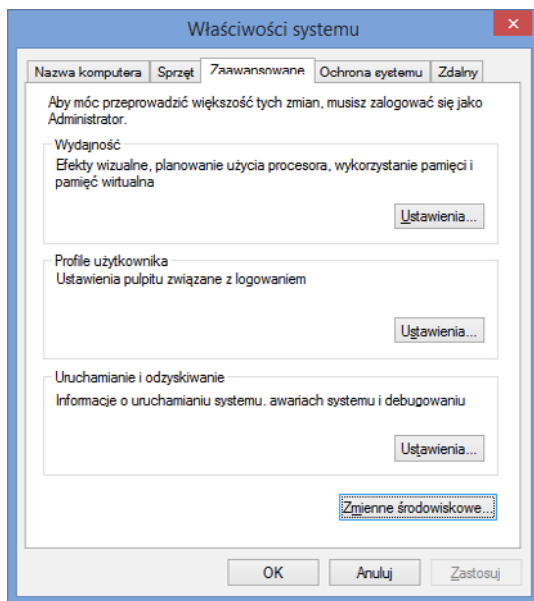 Właściwości systemu
Nazwa komputera Sprzęt Zaawansowane Ochrona systemu Zdalny
Aby móc przeprowadzić większość tych zmian, musisz zalogować się jako
Administrator.
Wydajność
Efekty wizualne, planowanie użycia procesora, wykorzystanie pamięci i
pamięć wirtualna
Ustawienia...
Profile użytkownika
Ustawienia pulpitu związane z logowaniem
Ustawienia...
Uruchamianie i odzyskiwanie
Informacje o uruchamianiu systemu, awariach systemu i debugowaniu
Ustawienia...
Zmienne środowiskowe...
OK Anuluj Zastosuj